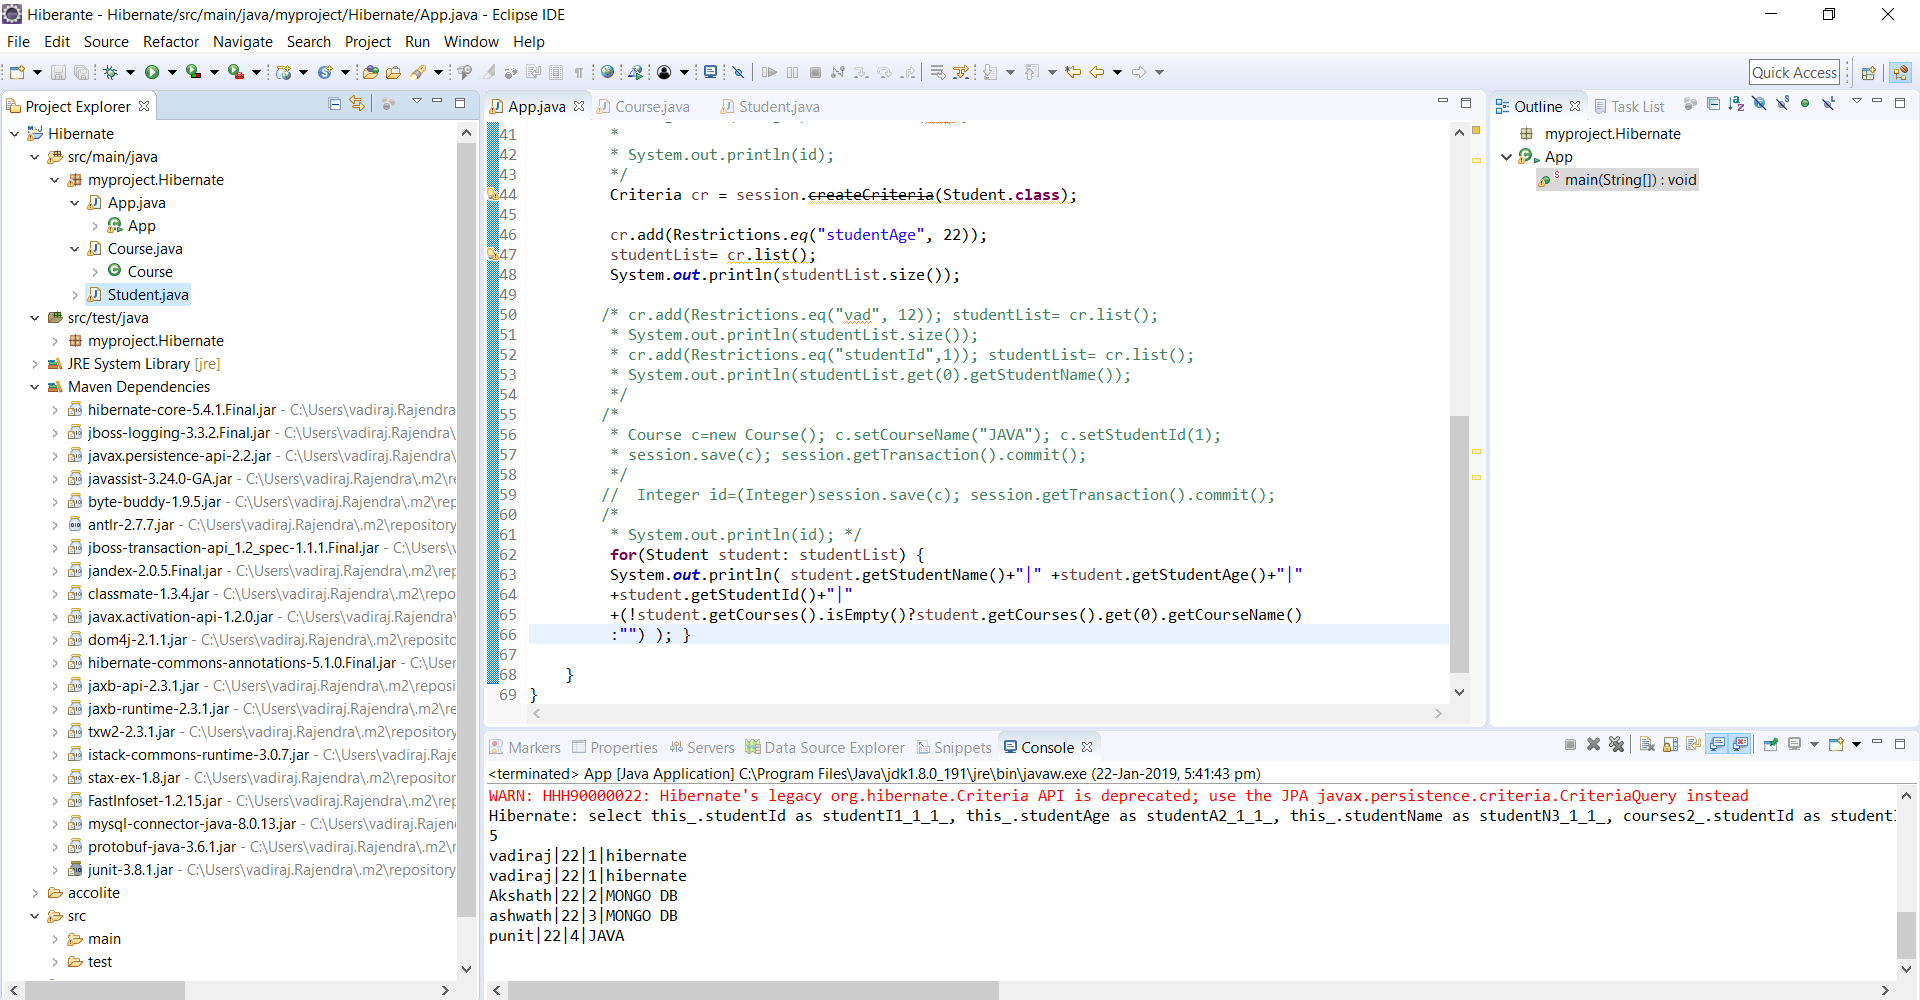 Hiberante - Hibernate/src/main/java/myproject/Hibernate/App.java - Eclipse IDE
File Edit Source Refactor Navigate Search Project Run Window Help
Quick Access
Project Explorer
Hibernate
src/main/java
myproject.Hibernate
App.java
App
Course.java
Course
Student.java
src/test/java
myproject.Hibernate
JRE System Library [jre]
Maven Dependencies
hibernate-core-5.4.1.Final.jar - C:\Users\vadiraj.Rajendra
jboss-logging-3.3.2.Final.jar - C:\Users\vadiraj.Rajendra\
javax.persistence-api-2.2.jar - C:\Users\vadiraj.Rajendra\
javassist-3.24.0-GA.jar - C:\Users\vadiraj.Rajendra\.m2\re
byte-buddy-1.9.5.jar - C:\Users\vadiraj.Rajendra\.m2\rep
antlr-2.7.7.jar - C:\Users\vadiraj.Rajendra\.m2\repository
jboss-transaction-api_1.2_spec-1.1.1.Final.jar - C:\Users\
jandex-2.0.5.Final.jar - C:\Users\vadiraj.Rajendra\.m2\rep
classmate-1.3.4.jar - C:\Users\vadiraj.Rajendra\.m2\repo
javax.activation-api-1.2.0.jar - C:\Users\vadiraj.Rajendra\
dom4j-2.1.1.jar - C:\Users\vadiraj.Rajendra\.m2\reposito
hibernate-commons-annotations-5.1.0.Final.jar - C:\User
jaxb-api-2.3.1.jar - C:\Users\vadiraj.Rajendra\.m2\reposi
jaxb-runtime-2.3.1.jar - C:\Users\vadiraj.Rajendra\.m2\re
txw2-2.3.1.jar - C:\Users\vadiraj.Rajendra\.m2\repository
istack-commons-runtime-3.0.7.jar - C:\Users\vadiraj.Raje
stax-ex-1.8.jar - C:\Users\vadiraj.Rajendra\.m2\repositor
FastInfoset-1.2.15.jar - C:\Users\vadiraj.Rajendra\.m2\re
mysql-connector-java-8.0.13.jar - C:\Users\vadiraj.Rajen
protobuf-java-3.6.1.jar - C:\Users\vadiraj.Rajendra\.m2\r
junit-3.8.1.jar - C:\Users\vadiraj.Rajendra\.m2\repository
accolite
src
main
test
App.java Course.java Student.java
41 *
42 * System.out.println(id);
43 */
44 Criteria cr = session.createCriteria(Student.class);
45
46 cr.add(Restrictions.eq("studentAge", 22));
47 studentList= cr.list();
48 System.out.println(studentList.size());
49
50 /* cr.add(Restrictions.eq("vad", 12)); studentList= cr.list();
51 * System.out.println(studentList.size());
52 * cr.add(Restrictions.eq("studentId",1)); studentList= cr.list();
53 * System.out.println(studentList.get(0).getStudentName());
54 */
55 /*
56 * Course c=new Course(); c.setCourseName("JAVA"); c.setStudentId(1);
57 * session.save(c); session.getTransaction().commit();
58 */
59 // Integer id=(Integer)session.save(c); session.getTransaction().commit();
60 /*
61 * System.out.println(id); */
62 for(Student student: studentList) {
63 System.out.println( student.getStudentName()+"|" +student.getStudentAge()+"|"
64 +student.getStudentId()+"|"
65 +(!student.getCourses().isEmpty()?student.getCourses().get(0).getCourseName()
66 :"") ); }
67
68 }
69 }
Outline Task List
myproject.Hibernate
App
main(String[]) : void
Markers Properties Servers Data Source Explorer Snippets Console
<terminated> App [Java Application] C:\Program Files\Java\jdk1.8.0_191\jre\bin\javaw.exe (22-Jan-2019, 5:41:43 pm)
WARN: HHH90000022: Hibernate's legacy org.hibernate.Criteria API is deprecated; use the JPA javax.persistence.criteria.CriteriaQuery instead
Hibernate: select this_.studentId as studentI1_1_1_, this_.studentAge as studentA2_1_1_, this_.studentName as studentN3_1_1_, courses2_.studentId as studentI
5
vadiraj|22|1|hibernate
vadiraj|22|1|hibernate
Akshath|22|2|MONGO DB
ashwath|22|3|MONGO DB
punit|22|4|JAVA